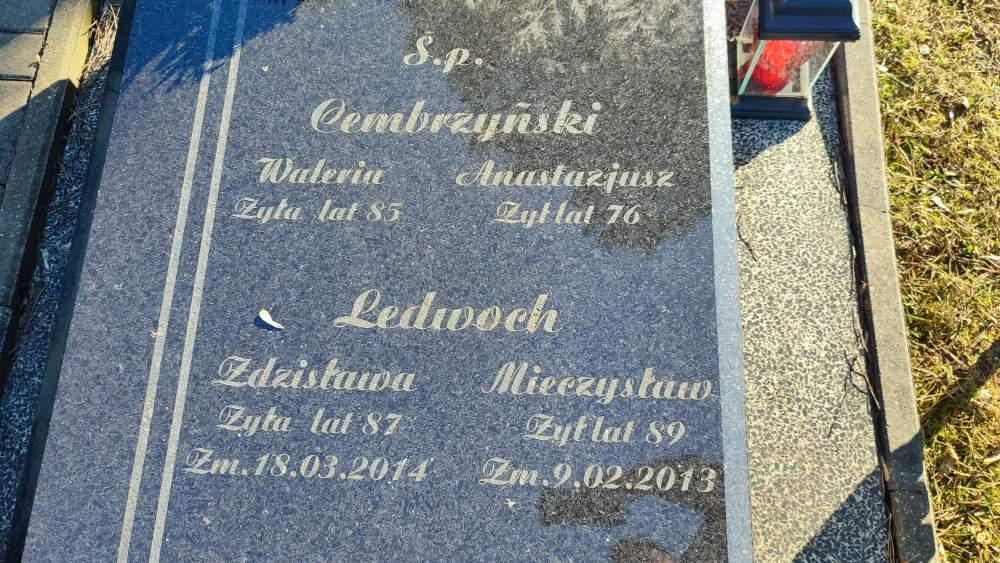 Ś.p.
Cembrzyński
Waleria Anastazjusz
Żyła lat 85 Żył lat 76
Ledwoch
Zdzisława Mieczysław
Żyła lat 87 Żył lat 89
Zm. 18.03.2014 Zm. 9.02.2013